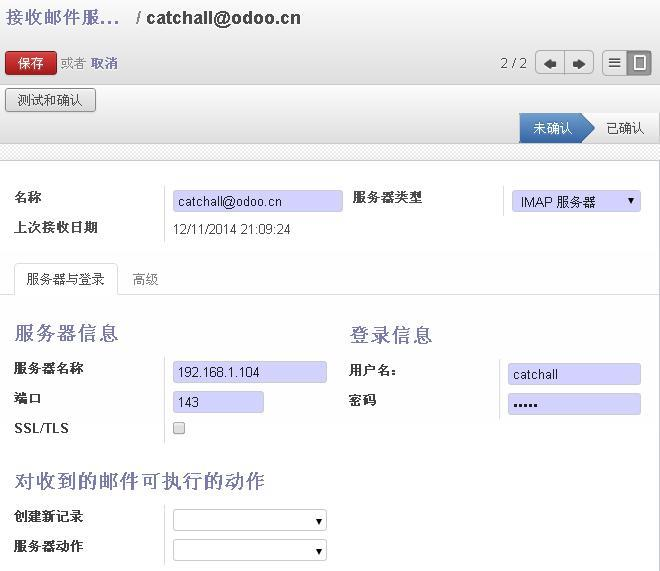 接收邮件服... / catchall@odoo.cn
保存 或者 取消 2 / 2
测试和确认
未确认 已确认
名称 catchall@odoo.cn 服务器类型 IMAP 服务器
上次接收日期 12/11/2014 21:09:24
服务器与登录 高级
服务器信息 登录信息
服务器名称 192.168.1.104 用户名: catchall
端口 143 密码 •••••
SSL/TLS
对收到的邮件可执行的动作
创建新记录
服务器动作